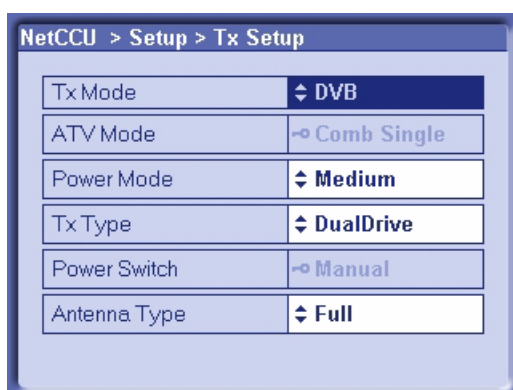 NetCCU > Setup > Tx Setup
Tx Mode DVB
ATV Mode Comb Single
Power Mode Medium
Tx Type DualDrive
Power Switch Manual
Antenna Type Full